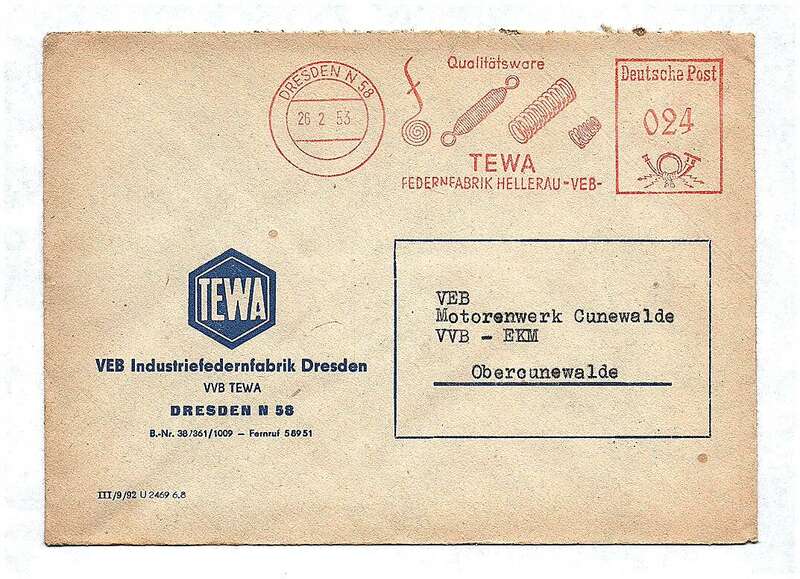 DRESDEN N 58
26 2 53
Qualitätsware
TEWA
FEDERNFABRIK HELLERAU-VEB-
Deutsche Post
024
TEWA
VEB Industriefedernfabrik Dresden
VVB TEWA
DRESDEN N 58
B.-Nr. 38/361/1009 — Fernruf 58951
III/9/92 U 2469 6.8
VEB
Motorenwerk Cunewalde
VVB - EKM
Obercunewalde